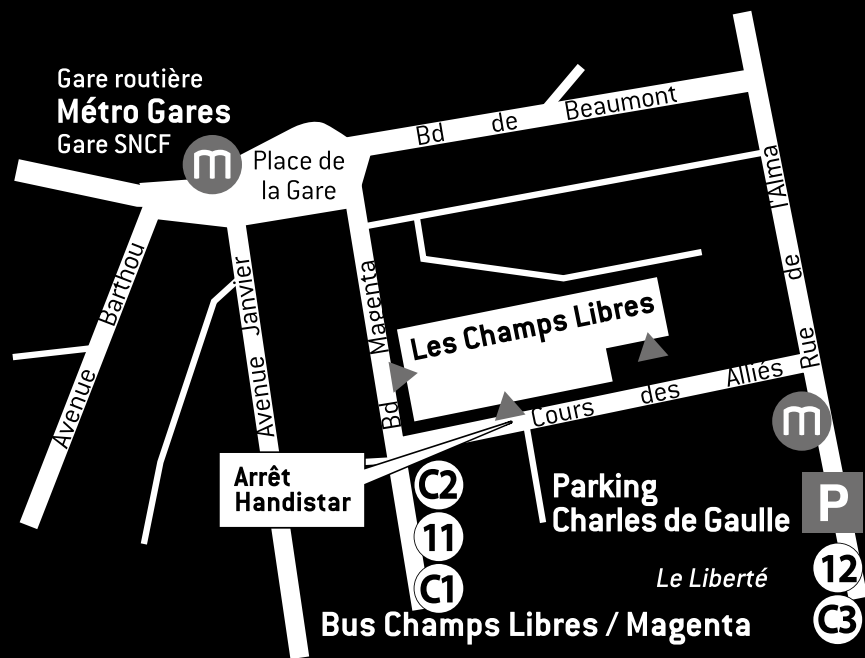 Gare routière
Métro Gares
Gare SNCF
m
Place de
la Gare
Bd de Beaumont
Rue de l'Alma
Avenue Barthou
Avenue Janvier
Bd Magenta
Les Champs Libres
Cours des Alliés
m
Arrêt
Handistar
C2
11
C1
Parking
Charles de Gaulle
P
Le Liberté
12
C3
Bus Champs Libres / Magenta